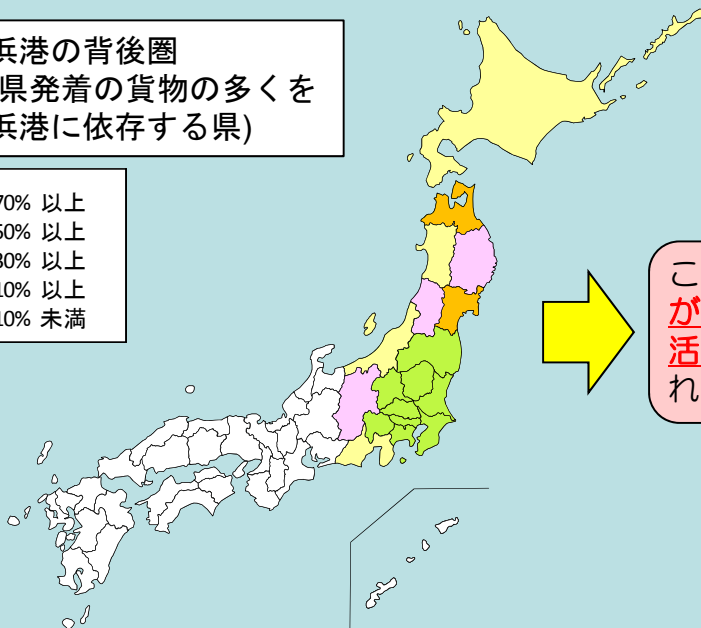 浜港の背後圏
県発着の貨物の多くを
浜港に依存する県)
70% 以上
50% 以上
30% 以上
10% 以上
10% 未満
こ
が
活
れ